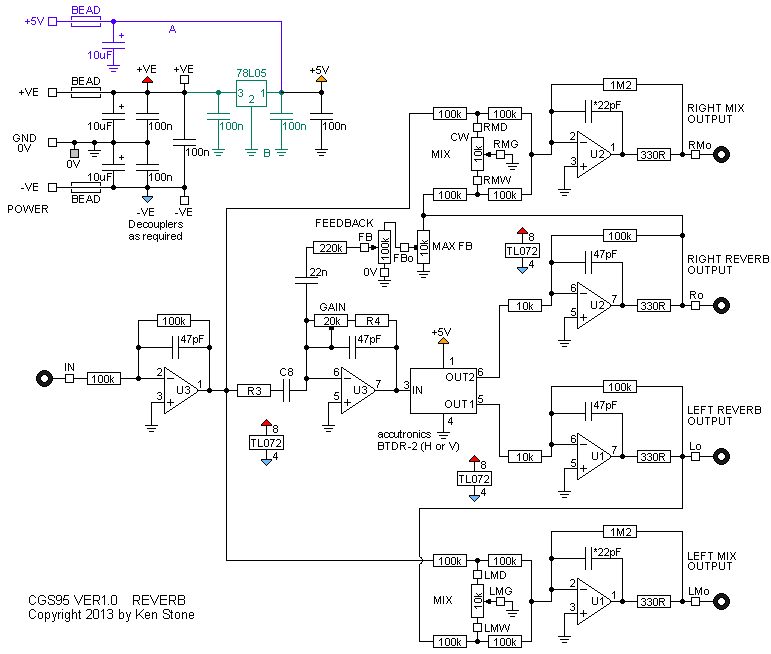 BEAD
+5V
A
10uF
+
+VE
+VE
78L05
+5V
BEAD
+VE
3 1
2
+
10uF
100n
100n
100n
100n
GND
0V
0V
100n
B
+
10uF
100n
-VE
BEAD
-VE
-VE
POWER
Decouplers
as required
1M2
100k
100k
*22pF
RIGHT MIX
OUTPUT
RMD
CW
RMG
MIX
10k
2
3
U2
1
330R
RMo
RMW
100k
100k
FEEDBACK
FB
220k
100k
FBo
10k
MAX FB
0V
8
TL072
4
100k
47pF
RIGHT REVERB
OUTPUT
22n
10k
6
5
U2
7
330R
Ro
GAIN
20k
R4
100k
47pF
47pF
+5V
1
IN
100k
2
3
U3
1
R3
C8
6
5
U3
7
3
IN
OUT2
6
OUT1
5
4
accutronics
BTDR-2 (H or V)
8
TL072
4
8
TL072
4
100k
47pF
LEFT REVERB
OUTPUT
10k
6
5
U1
7
330R
Lo
1M2
100k
100k
*22pF
LEFT MIX
OUTPUT
LMD
LMG
MIX
10k
2
3
U1
1
330R
LMo
LMW
100k
100k
CGS95 VER1.0 REVERB
Copyright 2013 by Ken Stone